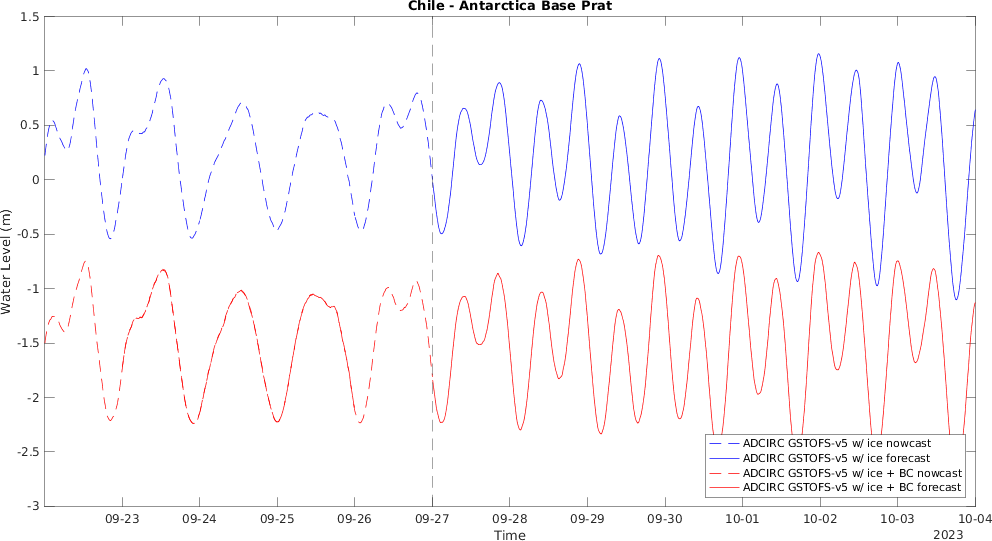 Chile - Antarctica Base Prat
1.5
1
0.5
0
-0.5
-1
-1.5
-2
-2.5
-3
Water Level (m)
ADCIRC GSTOFS-v5 w/ ice nowcast
ADCIRC GSTOFS-v5 w/ ice forecast
ADCIRC GSTOFS-v5 w/ ice + BC nowcast
ADCIRC GSTOFS-v5 w/ ice + BC forecast
09-23 09-24 09-25 09-26 09-27 09-28 09-29 09-30 10-01 10-02 10-03 10-04
Time
2023